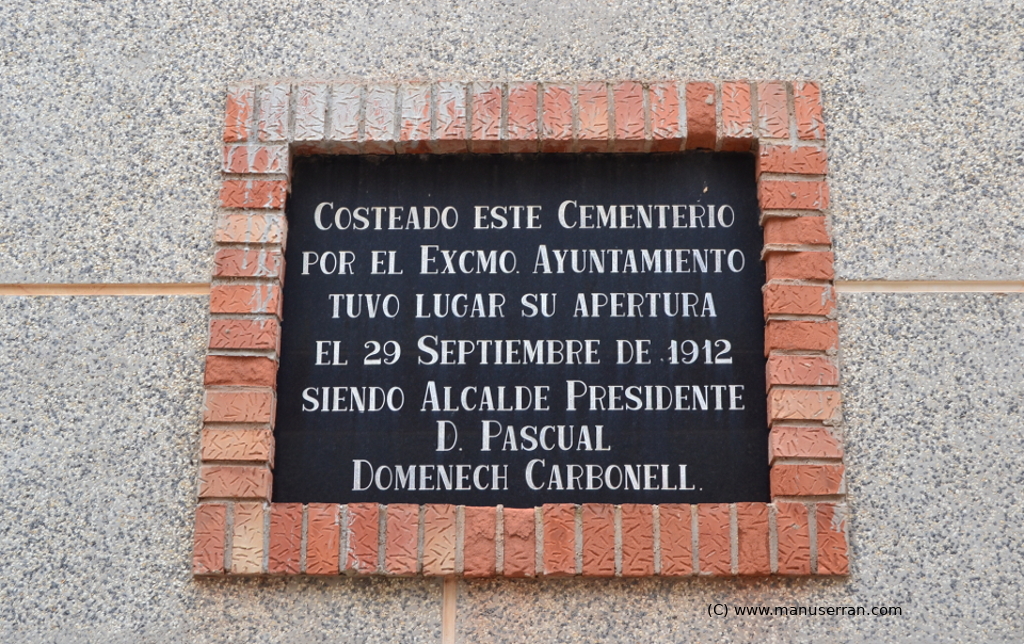 COSTEADO ESTE CEMENTERIO
POR EL EXCMO. AYUNTAMIENTO
TUVO LUGAR SU APERTURA
EL 29 SEPTIEMBRE DE 1912
SIENDO ALCALDE PRESIDENTE
D. PASCUAL
DOMENECH CARBONELL.
(C) www.manuserran.com